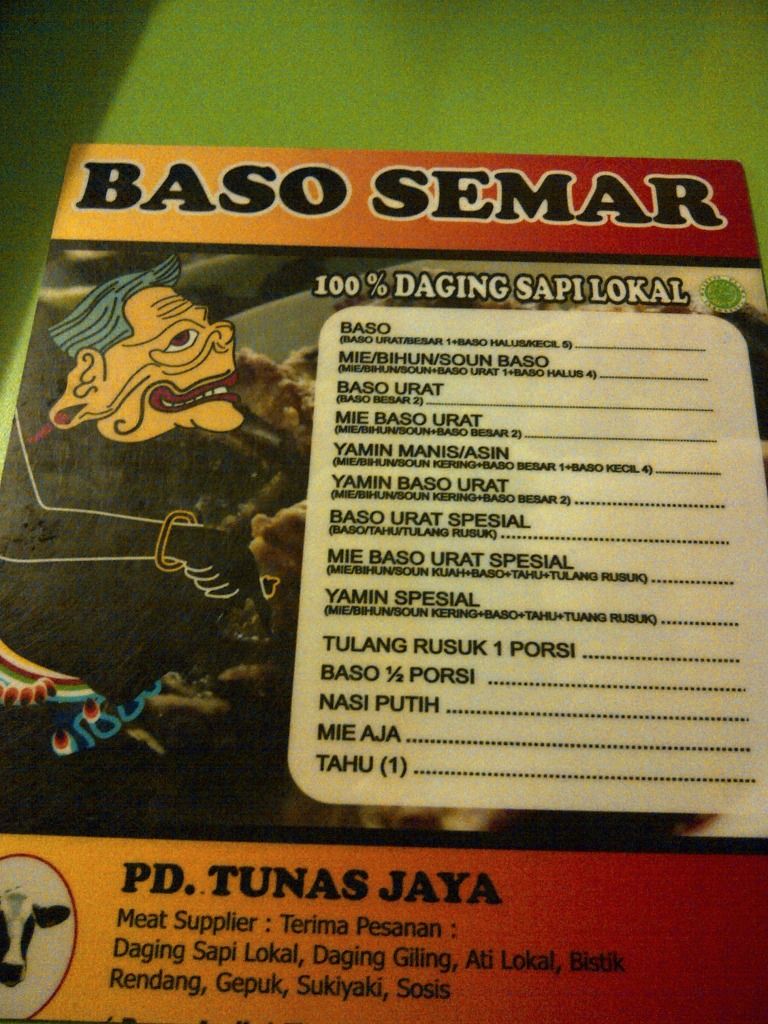 BASO SEMAR
100 % DAGING SAPI LOKAL
BASO
(BASO URAT/BESAR 1+BASO HALUS/KECIL 5)
MIE/BIHUN/SOUN BASO
(MIE/BIHUN/SOUN+BASO URAT 1+BASO HALUS 4)
BASO URAT
(BASO BESAR 2)
MIE BASO URAT
(MIE/BIHUN/SOUN+BASO BESAR 2)
YAMIN MANIS/ASIN
(MIE/BIHUN/SOUN KERING+BASO BESAR 1+BASO KECIL 4)
YAMIN BASO URAT
(MIE/BIHUN/SOUN KERING+BASO BESAR 2)
BASO URAT SPESIAL
(BASO/TAHU/TULANG RUSUK)
MIE BASO URAT SPESIAL
(MIE/BIHUN/SOUN KUAH+BASO+TAHU+TULANG RUSUK)
YAMIN SPESIAL
(MIE/BIHUN/SOUN KERING+BASO+TAHU+TUANG RUSUK)
TULANG RUSUK 1 PORSI
BASO ½ PORSI
NASI PUTIH
MIE AJA
TAHU (1)
PD. TUNAS JAYA
Meat Supplier : Terima Pesanan :
Daging Sapi Lokal, Daging Giling, Ati Lokal, Bistik
Rendang, Gepuk, Sukiyaki, Sosis